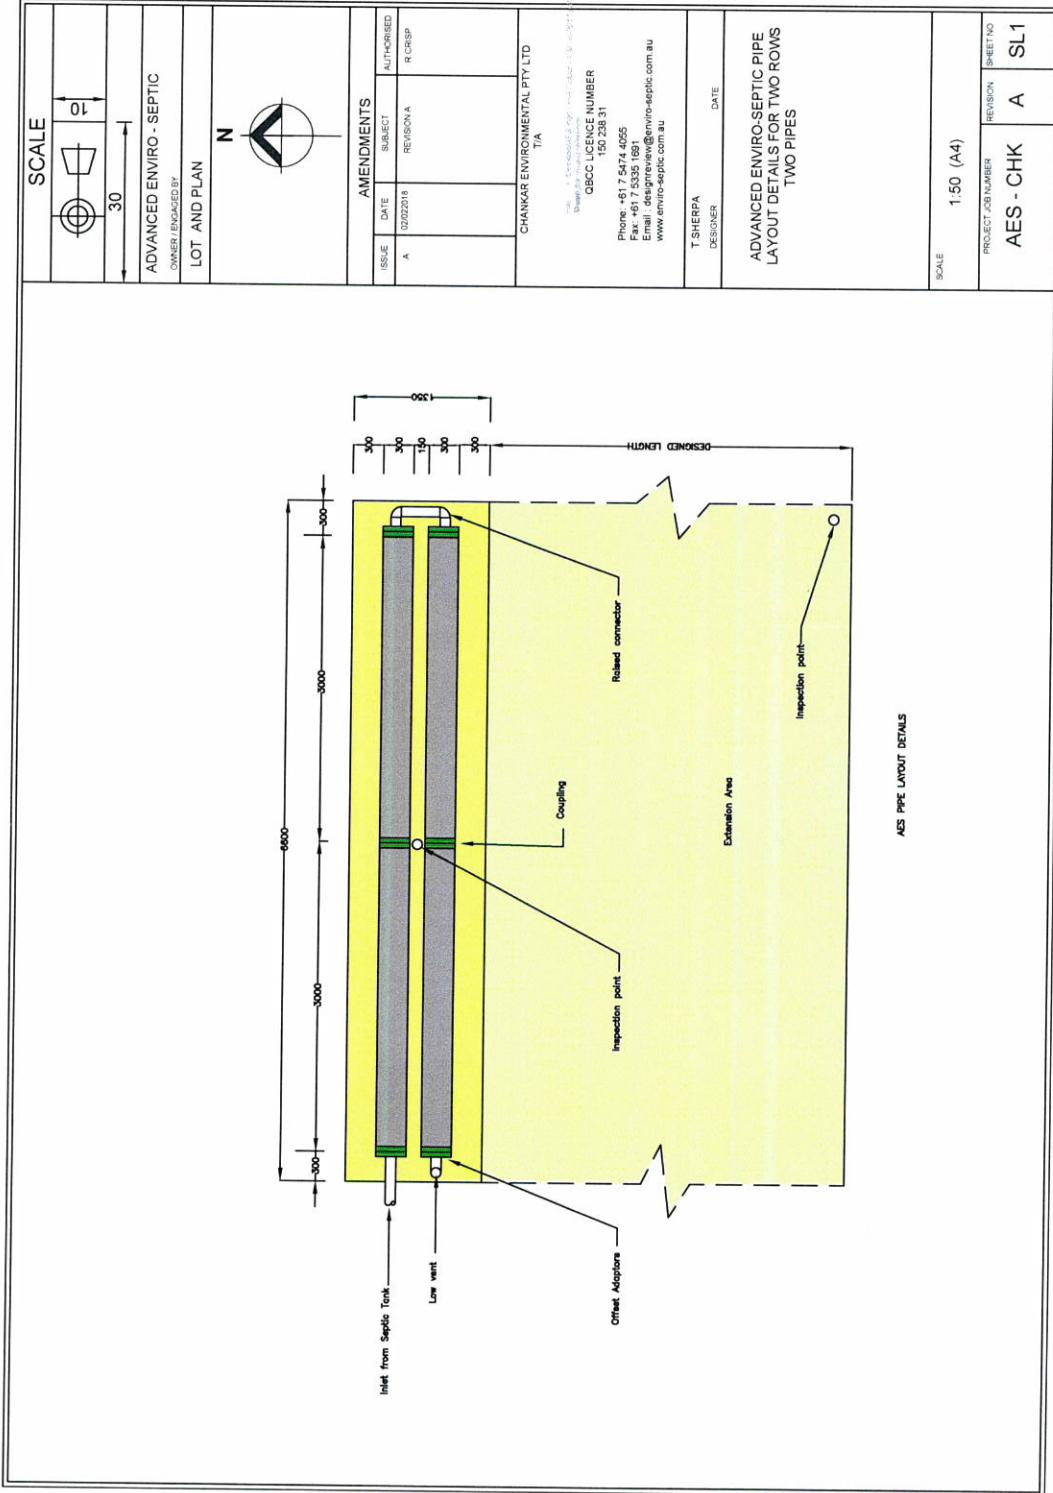 SCALE
10
30
ADVANCED ENVIRO - SEPTIC
OWNER / ENGAGED BY
LOT AND PLAN
N
AMENDMENTS
ISSUE DATE SUBJECT AUTHORISED
A 02/022018 REVISION A R.CRISP
CHANKAR ENVIRONMENTAL PTY LTD
T/A
QBCC LICENCE NUMBER
150 238 31
Phone: +61 7 5474 4055
Fax: +61 7 5335 1691
Email : designreview@enviro-septic.com.au
www.enviro-septic.com.au
T SHERPA
DESIGNER DATE
ADVANCED ENVIRO-SEPTIC PIPE
LAYOUT DETAILS FOR TWO ROWS
TWO PIPES
SCALE
1:50 (A4)
PROJECT JOB NUMBER REVISION SHEET NO
AES - CHK A SL1
6600
300 3000 3000 300
1350
300
300
150
300
300
DESIGNED LENGTH
Inlet from Septic Tank
Low vent
Offset Adaptors
Inspection point
Coupling
Raised connector
Extension Area
Inspection point
AES PIPE LAYOUT DETAILS